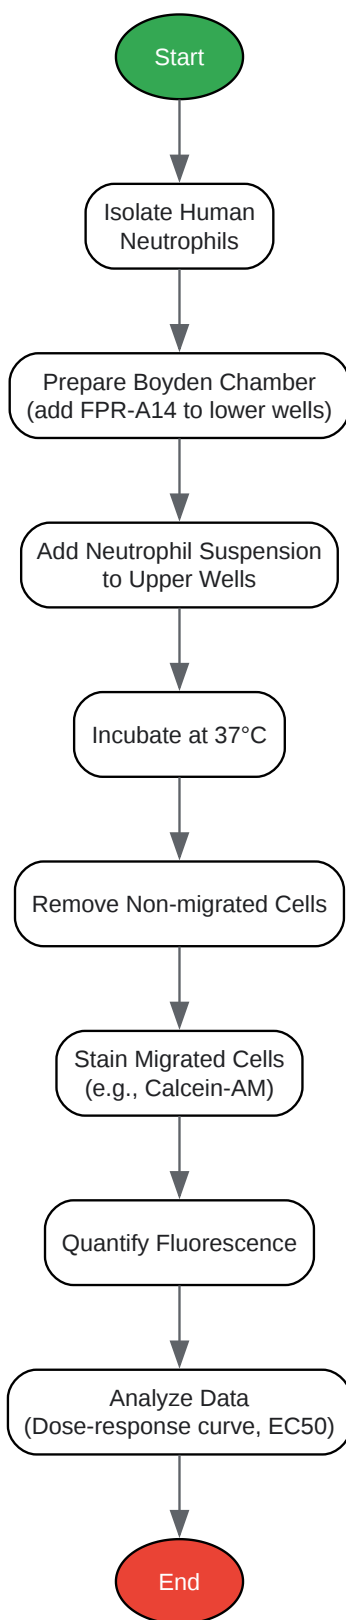 Start
Isolate Human
Neutrophils
Prepare Boyden Chamber
(add FPR-A14 to lower wells)
Add Neutrophil Suspension
to Upper Wells
Incubate at 37°C
Remove Non-migrated Cells
Stain Migrated Cells
(e.g., Calcein-AM)
Quantify Fluorescence
Analyze Data
(Dose-response curve, EC50)
End